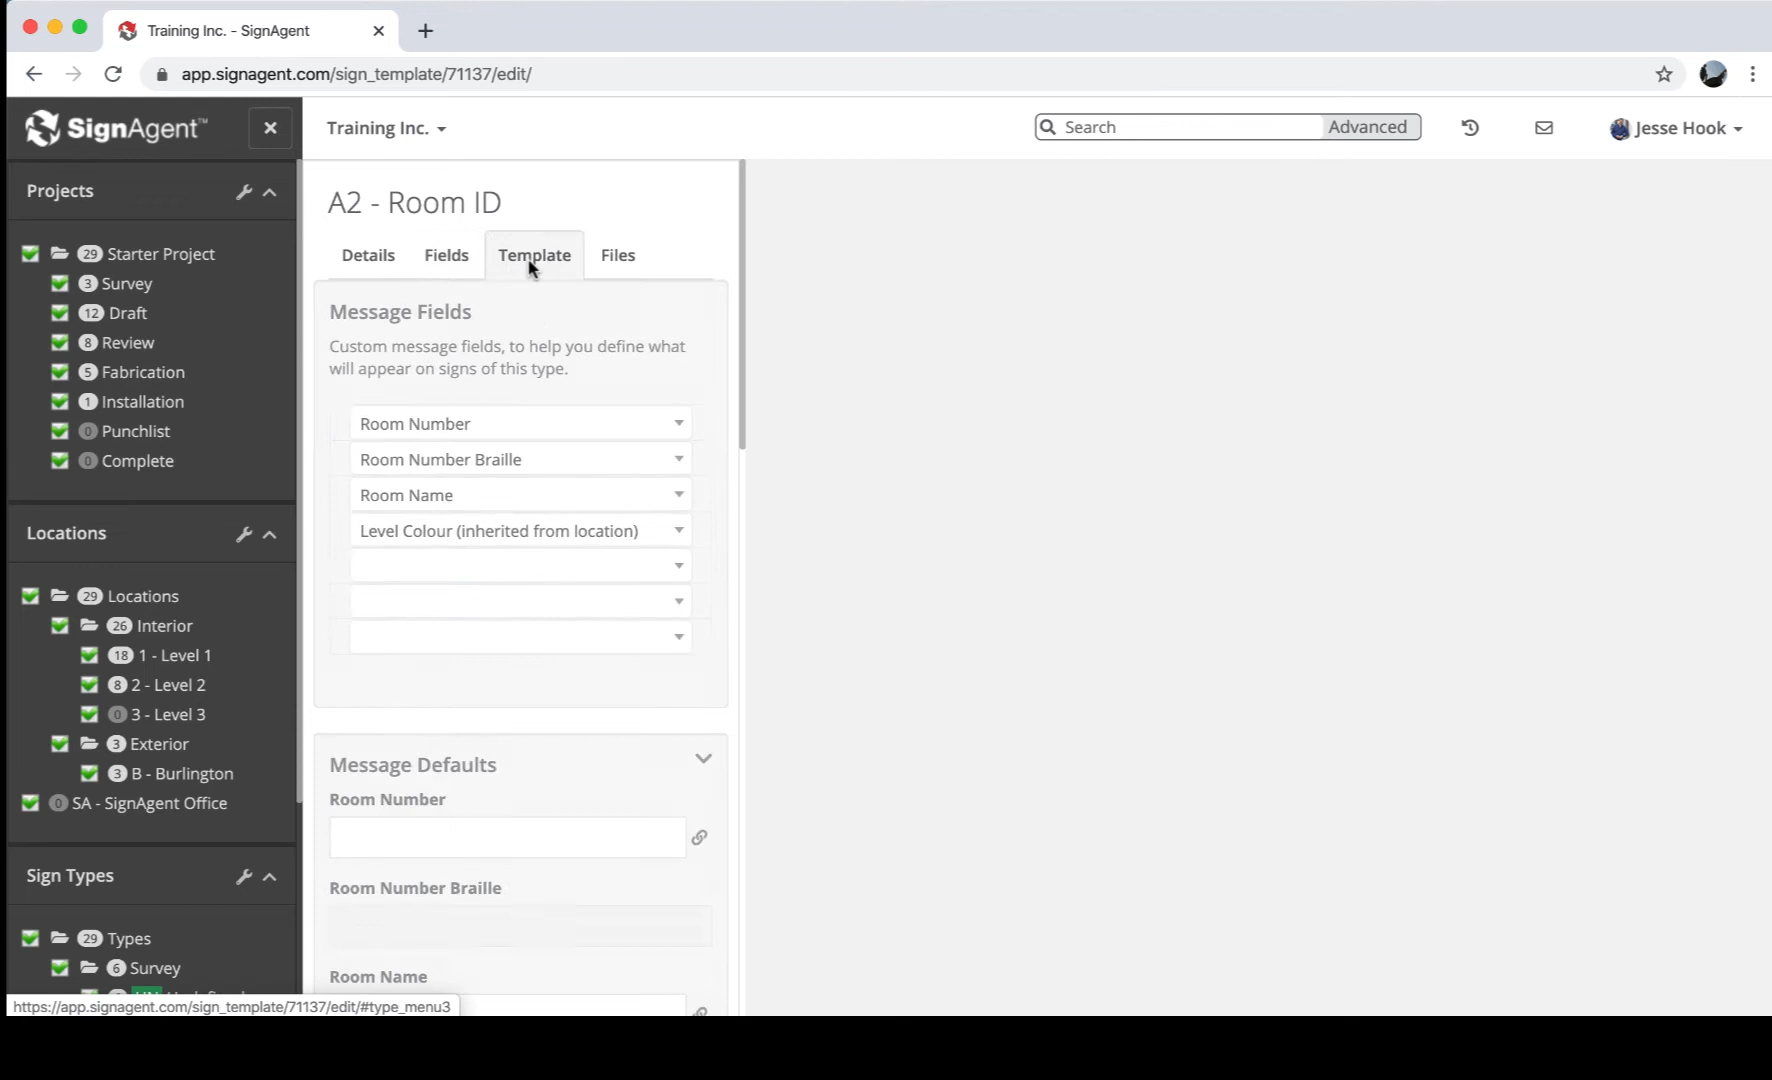 Training Inc. - SignAgent
app.signagent.com/sign_template/71137/edit/
SignAgent™
Training Inc.
Search
Advanced
Jesse Hook
Projects
29 Starter Project
3 Survey
12 Draft
8 Review
5 Fabrication
1 Installation
0 Punchlist
0 Complete
Locations
29 Locations
26 Interior
18 1 - Level 1
8 2 - Level 2
0 3 - Level 3
3 Exterior
3 B - Burlington
0 SA - SignAgent Office
Sign Types
29 Types
6 Survey
https://app.signagent.com/sign_template/71137/edit/#type_menu3
A2 - Room ID
Details
Fields
Template
Files
Message Fields
Custom message fields, to help you define what
will appear on signs of this type.
Room Number
Room Number Braille
Room Name
Level Colour (inherited from location)
Message Defaults
Room Number
Room Number Braille
Room Name